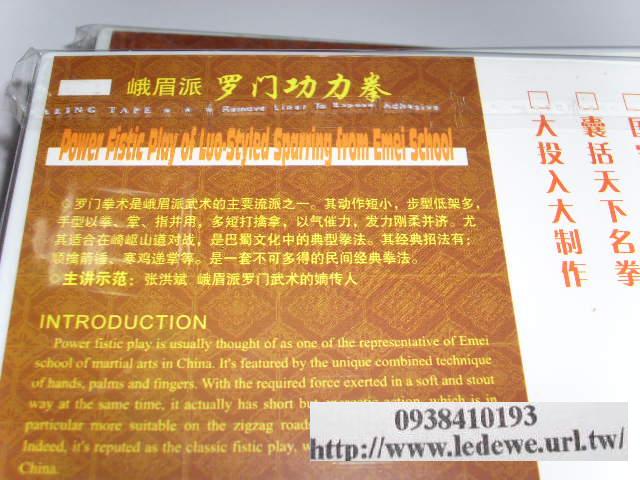 峨眉派 罗门功力拳
ALING TAPE ★ ★ ★ Remove Liner To Expose Adhesive
Power Fistic Play of Luo-Styled Sparring from Emei School
◇罗门拳术是峨眉派武术的主要流派之一。其动作短小，步型低架多，
手型以拳、掌、指并用，多短打擒拿，以气催力，发力刚柔并济。尤
其适合在崎岖山道对战，是巴蜀文化中的典型拳法。其经典招法有：
箭锤、寒鸡递掌等。是一套不可多得的民间经典拳法。
◇主讲示范：张洪斌 峨眉派罗门武术的嫡传人
INTRODUCTION
Power fistic play is usually thought of as one of the representative of Emei
school of martial arts in China. It's featured by the unique combined technique
of hands, palms and fingers. With the required force exerted in a soft and stout
way at the same time, it actually has short but energetic action, which is in
particular more suitable on the zigzag roads
Indeed, it's reputed as the classic fistic play, w
China.
□大投入大制作
□囊括天下名拳
0938410193
http://www.ledewe.url.tw/